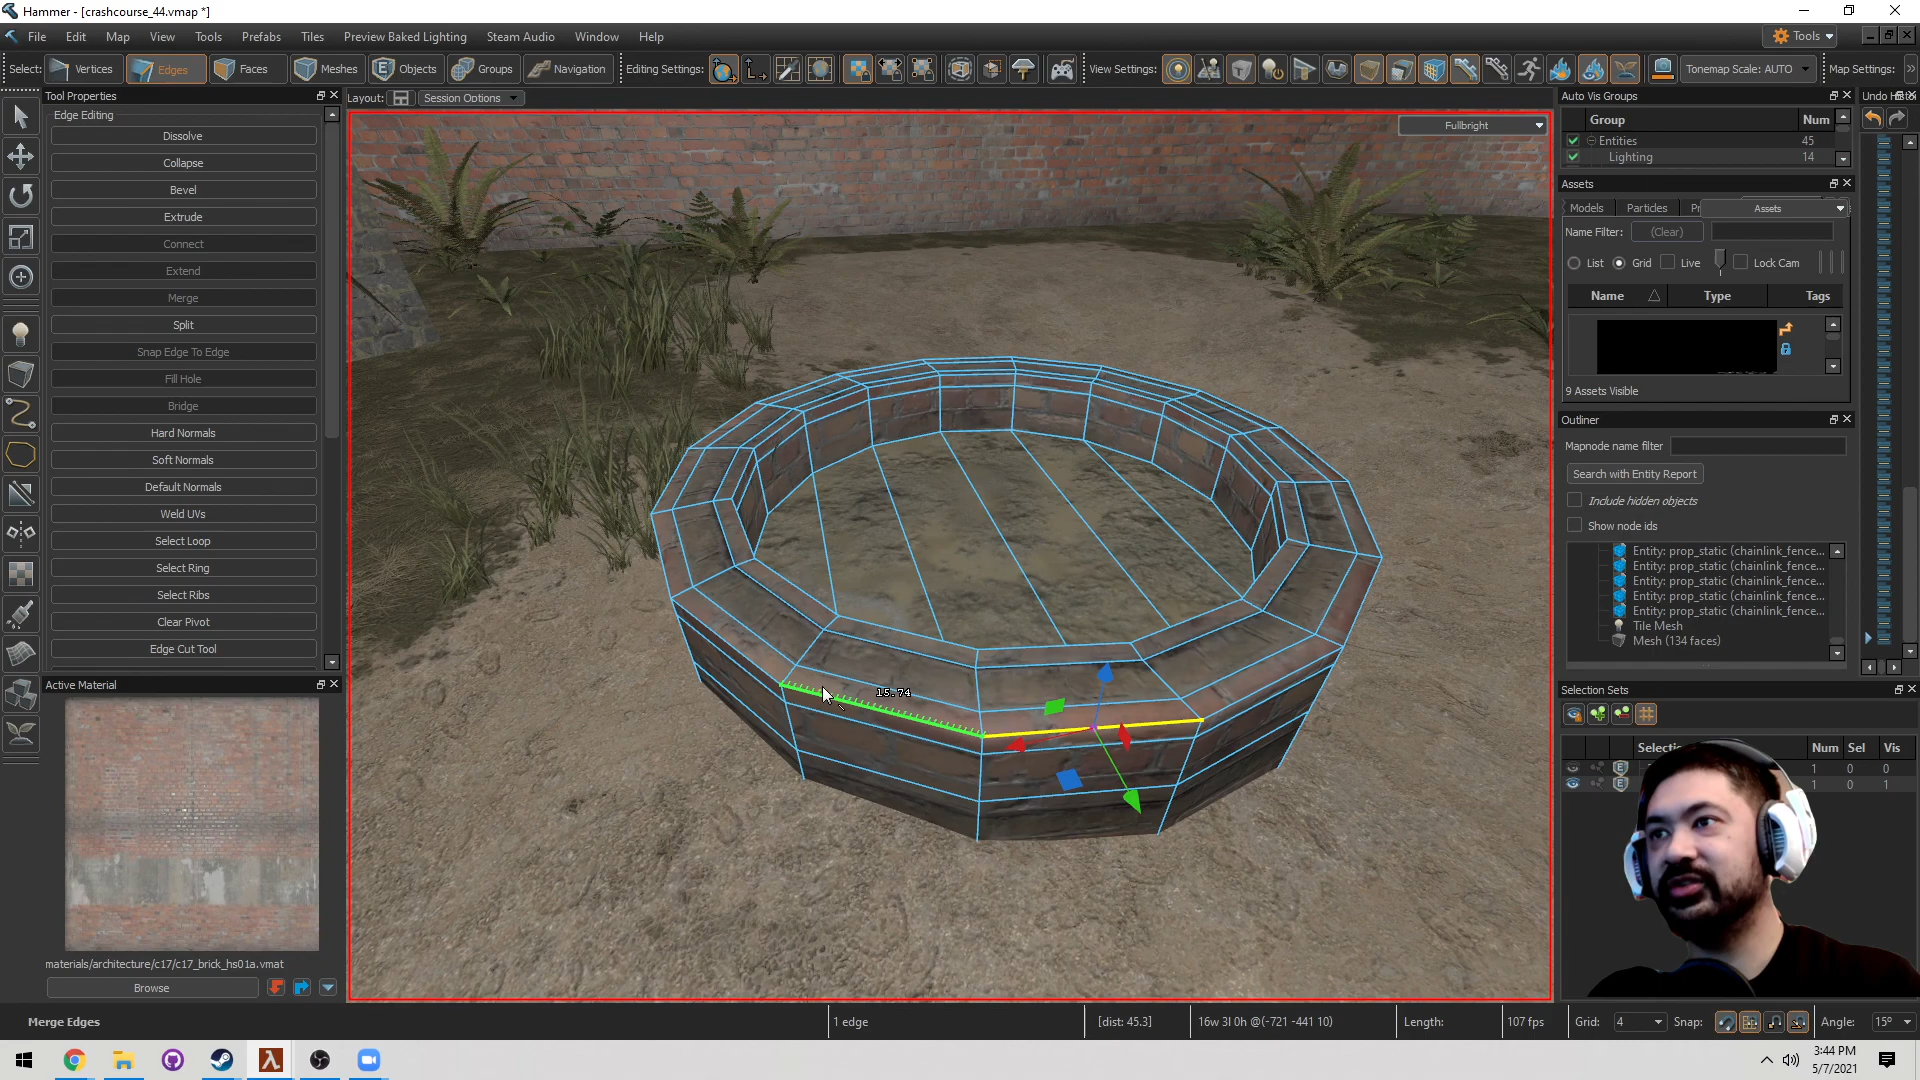 Hammer - [crashcourse_44.vmap *]
File Edit Map View Tools Prefabs Tiles Preview Baked Lighting Steam Audio Window Help
Tools
Select: Vertices Edges Faces Meshes Objects Groups Navigation Editing Settings: View Settings: Tonemap Scale: AUTO Map Settings:
Tool Properties
Edge Editing
Dissolve
Collapse
Bevel
Extrude
Connect
Extend
Merge
Split
Snap Edge To Edge
Fill Hole
Bridge
Hard Normals
Soft Normals
Default Normals
Weld UVs
Select Loop
Select Ring
Select Ribs
Clear Pivot
Edge Cut Tool
Active Material
materials/architecture/c17/c17_brick_hs01a.vmat
Browse
Layout: Session Options
Fullbright
15.74
Auto Vis Groups
Group Num
Entities 45
Lighting 14
Assets
Models Particles Pr Assets
Name Filter: (Clear)
List Grid Live Lock Cam
Name Type Tags
9 Assets Visible
Outliner
Mapnode name filter
Search with Entity Report
Include hidden objects
Show node ids
Entity: prop_static (chainlink_fence...
Entity: prop_static (chainlink_fence...
Entity: prop_static (chainlink_fence...
Entity: prop_static (chainlink_fence...
Entity: prop_static (chainlink_fence...
Tile Mesh
Mesh (134 faces)
Selection Sets
Selectio Num Sel Vis
1 0 0
1 0 1
Merge Edges
1 edge
[dist: 45.3]
16w 3l 0h @(-721 -441 10)
Length:
107 fps
Grid: 4
Snap:
Angle: 15º
3:44 PM
5/7/2021